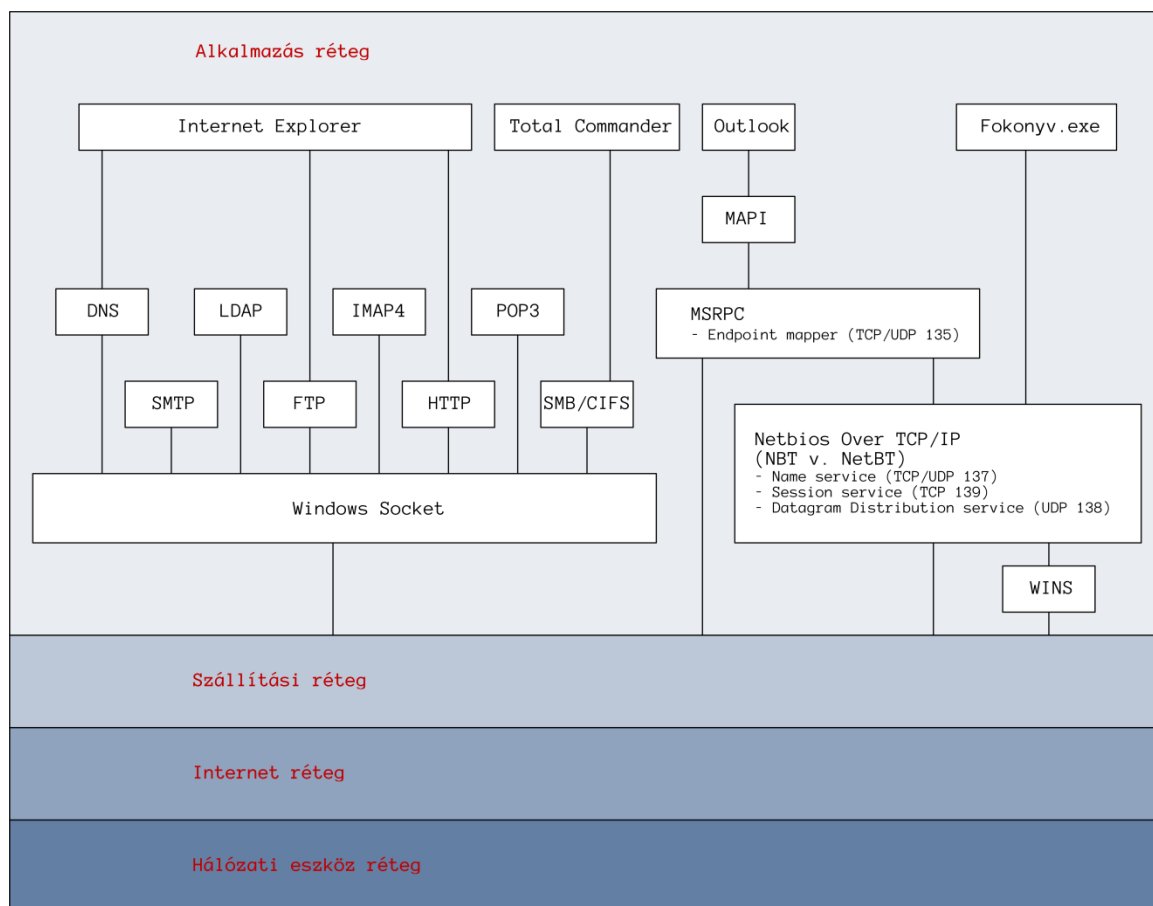 Alkalmazás réteg
Internet Explorer
Total Commander
Outlook
Fokonyv.exe
MAPI
DNS
LDAP
IMAP4
POP3
MSRPC
- Endpoint mapper (TCP/UDP 135)
SMTP
FTP
HTTP
SMB/CIFS
Netbios Over TCP/IP
(NBT v. NetBT)
- Name service (TCP/UDP 137)
- Session service (TCP 139)
- Datagram Distribution service (UDP 138)
Windows Socket
WINS
Szállítási réteg
Internet réteg
Hálózati eszköz réteg